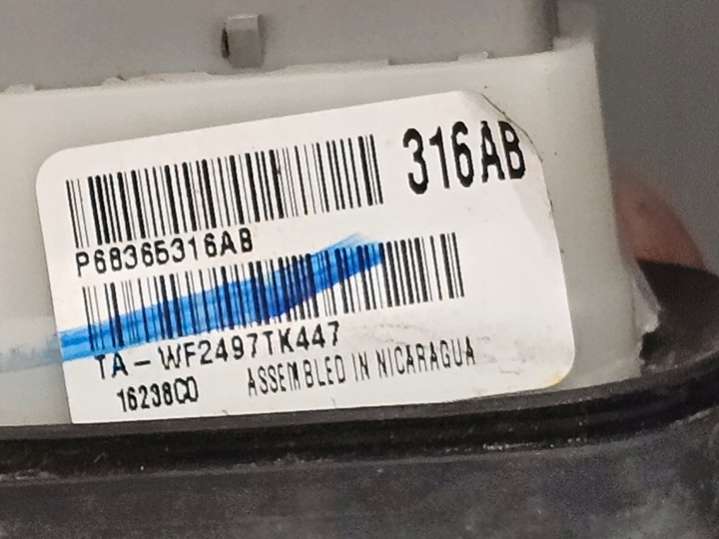 316AB
P68365316AB
TA-WF2497TK447
16238C0
ASSEMBLED IN NICARAGUA